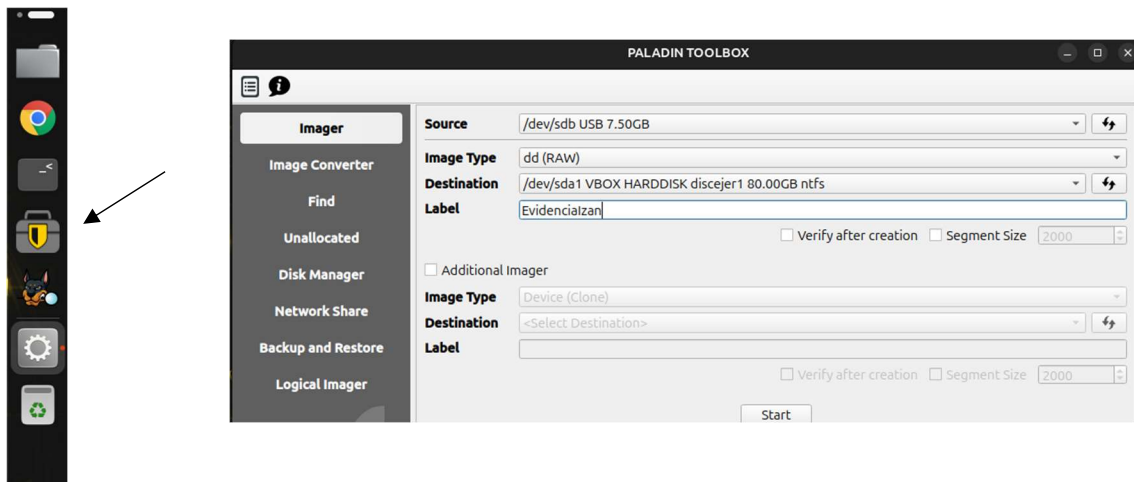 PALADIN TOOLBOX
Imager
Image Converter
Find
Unallocated
Disk Manager
Network Share
Backup and Restore
Logical Imager
Source /dev/sdb USB 7.50GB
Image Type dd (RAW)
Destination /dev/sda1 VBOX HARDDISK discejer1 80.00GB ntfs
Label EvidenciaIzan
Verify after creation Segment Size 2000
Additional Imager
Image Type Device (Clone)
Destination <Select Destination>
Label
Verify after creation Segment Size 2000
Start